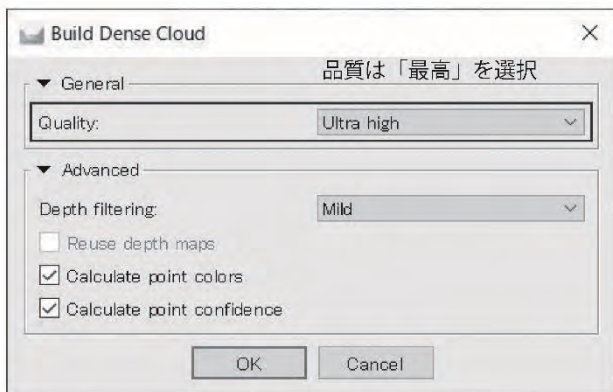 Build Dense Cloud
品質は「最高」を選択
General
Quality: Ultra high
Advanced
Depth filtering: Mild
Reuse depth maps
Calculate point colors
Calculate point confidence
OK Cancel